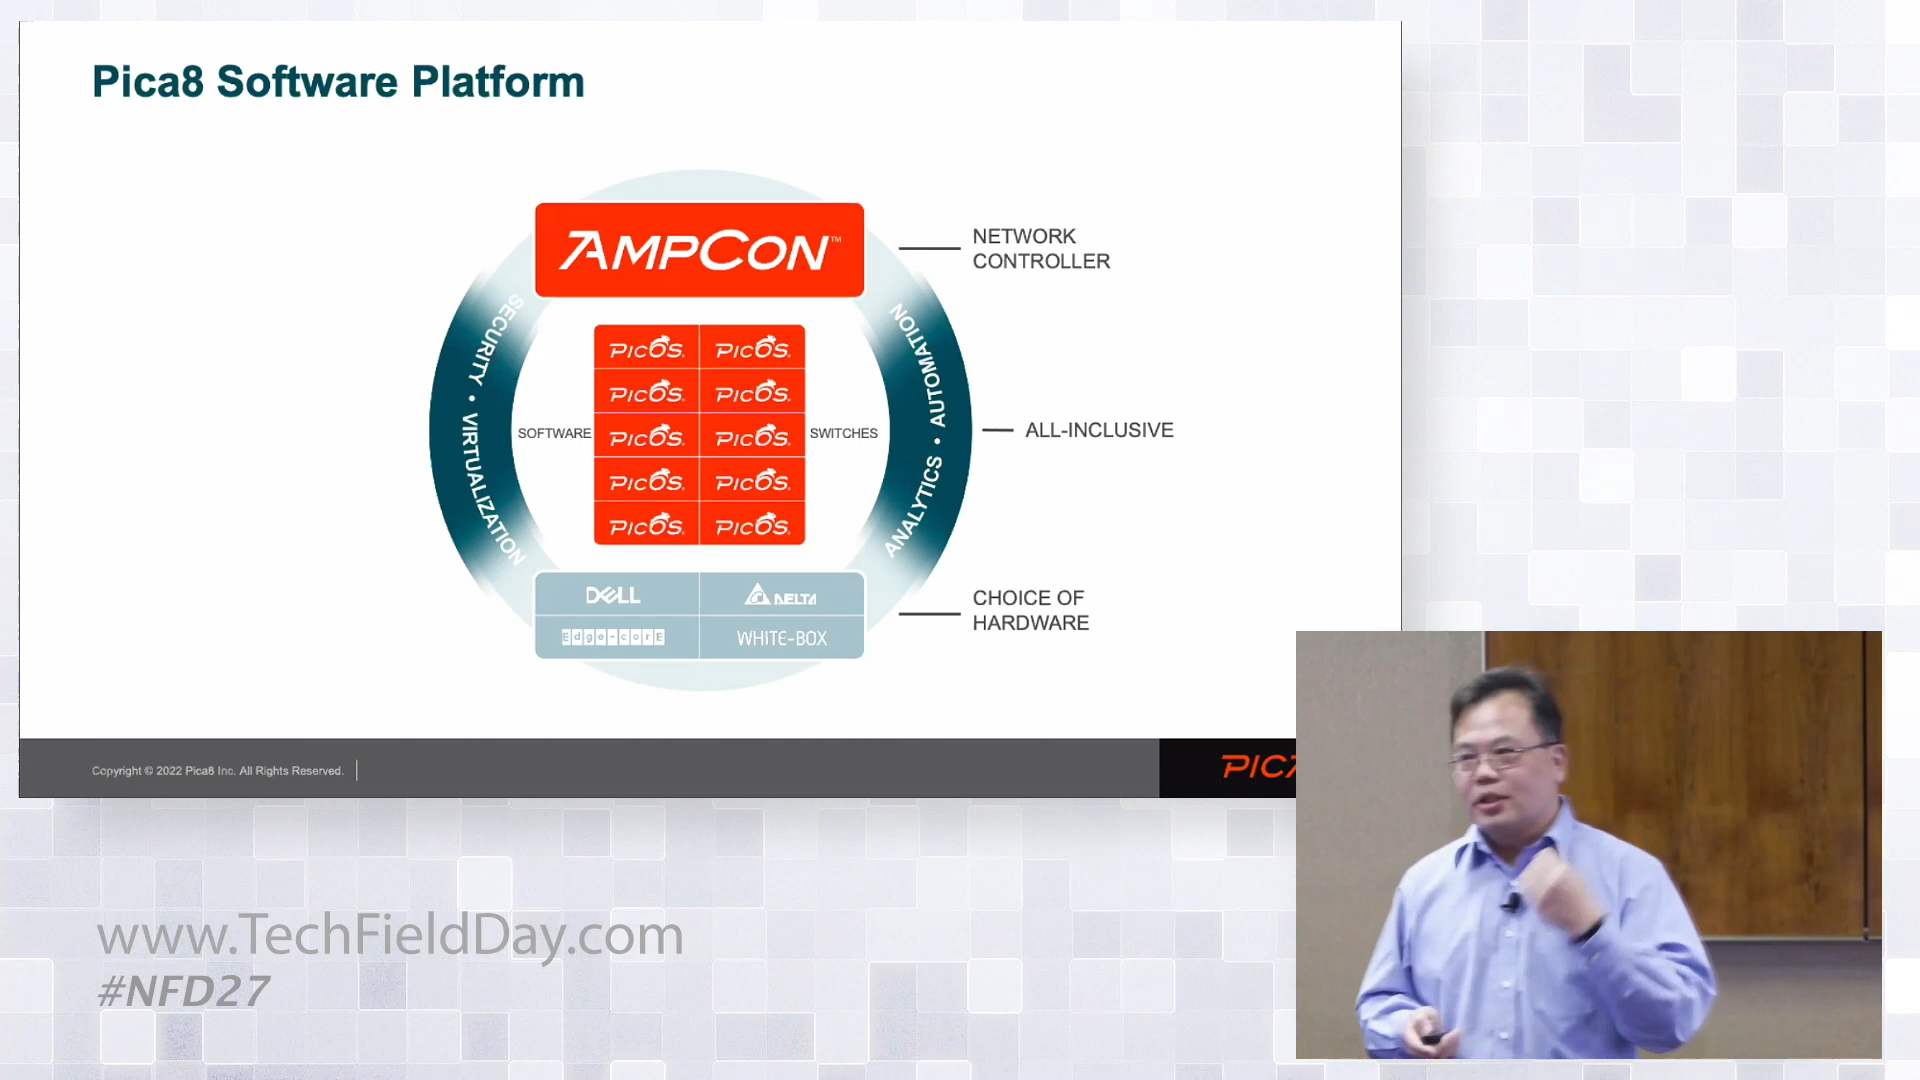 Pica8 Software Platform
AMPCON™
NETWORK
CONTROLLER
SECURITY • VIRTUALIZATION
AUTOMATION
ANALYTICS •
PICOS® PICOS®
PICOS® PICOS®
SOFTWARE PICOS® PICOS® SWITCHES
PICOS® PICOS®
PICOS® PICOS®
ALL-INCLUSIVE
DELL DELTA
Edge-corE WHITE-BOX
CHOICE OF
HARDWARE
Copyright © 2022 Pica8 Inc. All Rights Reserved.
PICA
www.TechFieldDay.com
#NFD27